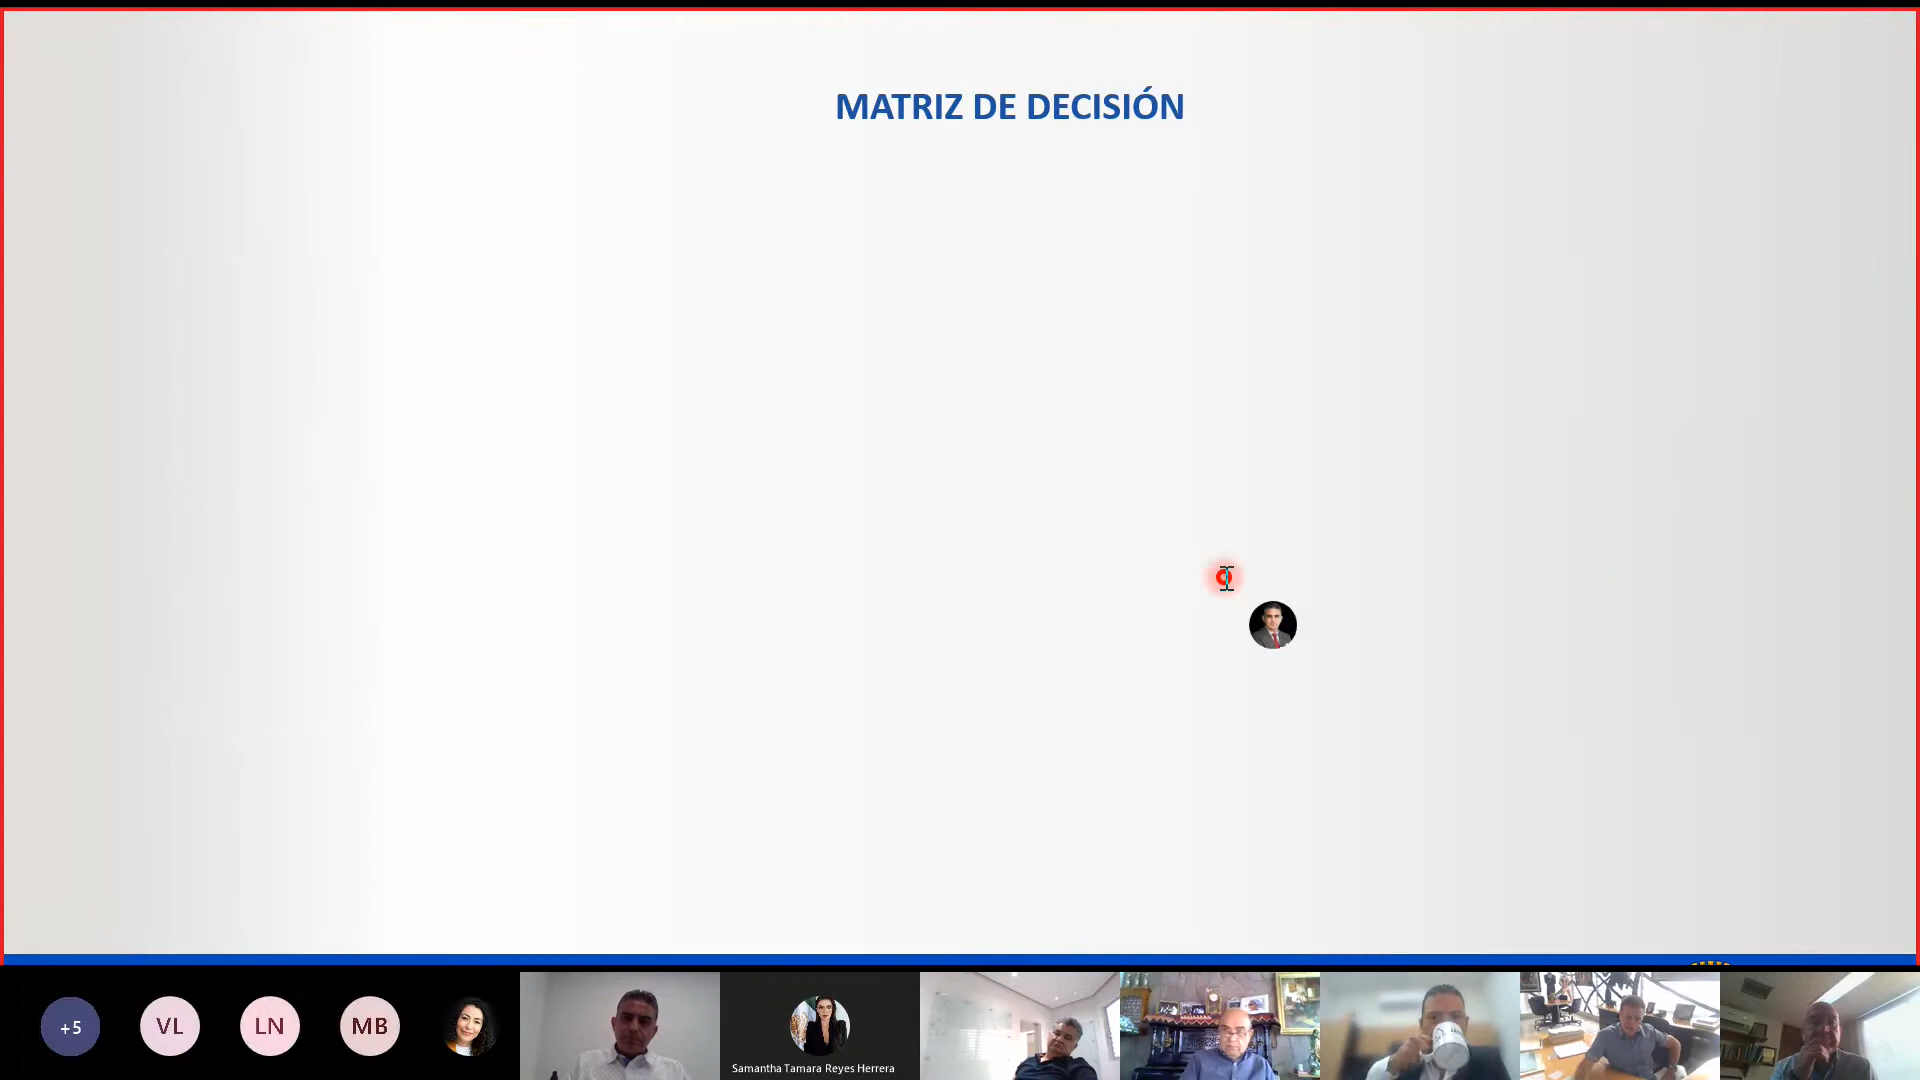 MATRIZ DE DECISIÓN
+5
VL
LN
MB
Samantha Tamara Reyes Herrera